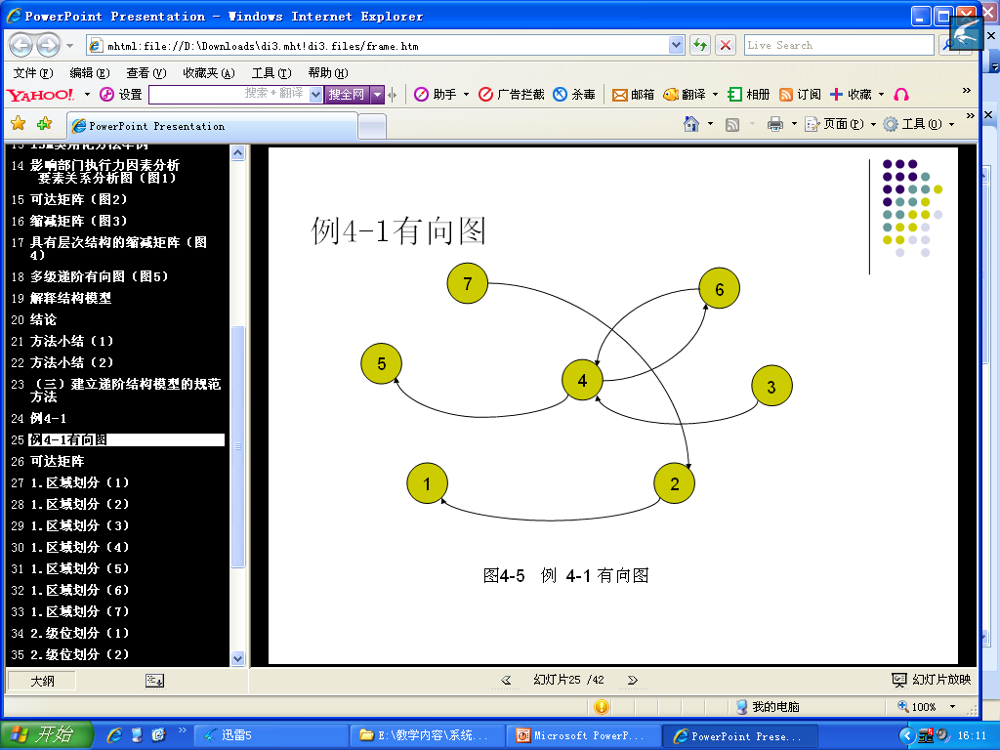 PowerPoint Presentation - Windows Internet Explorer
mhtml:file://D:\Downloads\di3.mht!di3.files/frame.htm
Live Search
文件(F) 编辑(E) 查看(V) 收藏夹(A) 工具(T) 帮助(H)
YAHOO! 设置 搜索+翻译 搜全网 助手 广告拦截 杀毒 邮箱 翻译 相册 订阅 收藏 »
PowerPoint Presentation 页面(P) 工具(O) »
14 影响部门执行力因素分析
要素关系分析图（图1）
15 可达矩阵（图2）
16 缩减矩阵（图3）
17 具有层次结构的缩减矩阵（图
4）
18 多级递阶有向图（图5）
19 解释结构模型
20 结论
21 方法小结（1）
22 方法小结（2）
23 （三）建立递阶结构模型的规范
方法
24 例4-1
25 例4-1有向图
26 可达矩阵
27 1.区域划分（1）
28 1.区域划分（2）
29 1.区域划分（3）
30 1.区域划分（4）
31 1.区域划分（5）
32 1.区域划分（6）
33 1.区域划分（7）
34 2.级位划分（1）
35 2.级位划分（2）
例4-1有向图
7
6
5
4
3
1
2
图4-5 例 4-1 有向图
大纲
幻灯片25 /42
幻灯片放映
我的电脑
100%
开始
»
迅雷5
E:\教学内容\系统...
Microsoft PowerP...
PowerPoint Prese...
16:11